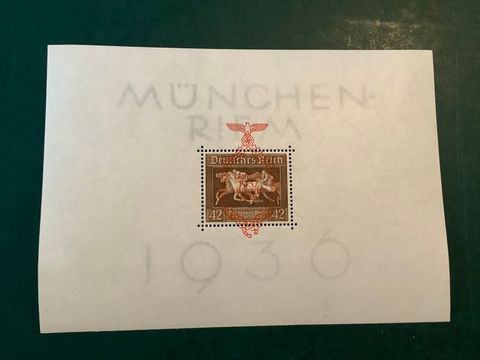 MÜNCHEN-
RIEM
Deutsches Reich
42 42
1936